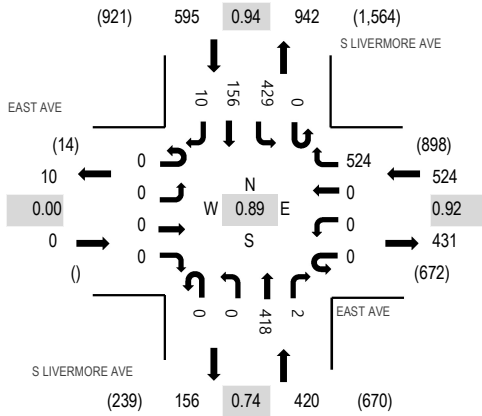 (921) 595 0.94 942 (1,564)
S LIVERMORE AVE
10 156 429 0
EAST AVE
(14)
10
0.00
0
()
0
0
0
0
N
W 0.89 E
S
524
0
0
0
(898)
524
0.92
431
(672)
0 0 418 2
EAST AVE
S LIVERMORE AVE
(239) 156 0.74 420 (670)